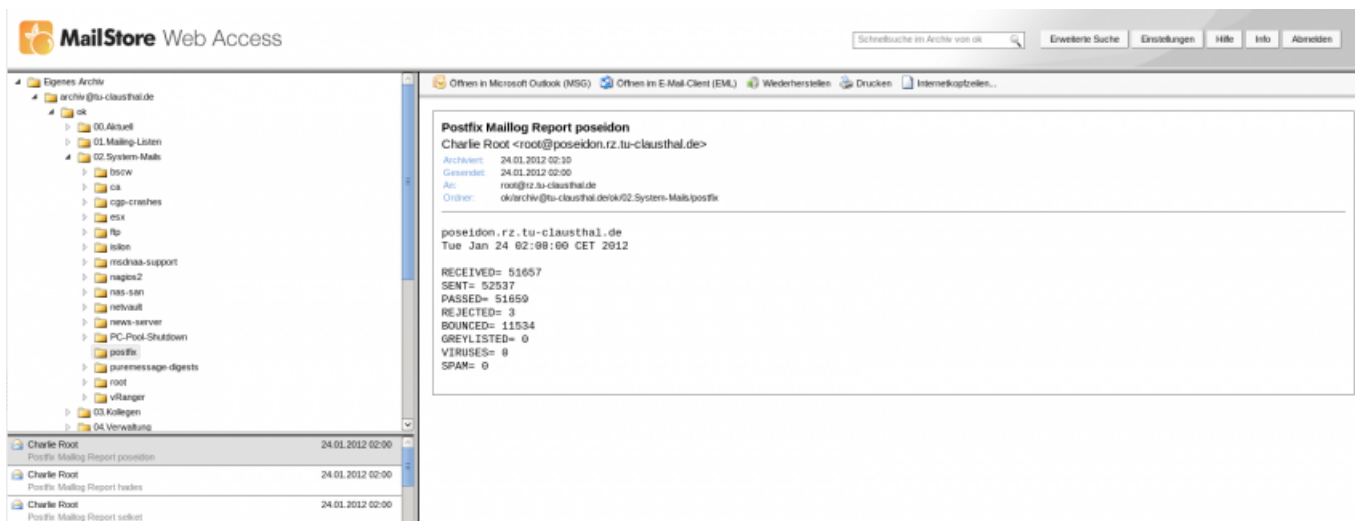 MailStore Web Access
Schnellsuche im Archiv von ok
Erweiterte Suche
Einstellungen
Hilfe
Info
Abmelden
Eigenes Archiv
archiv@tu-clausthal.de
ok
00.Aktuell
01.Mailing-Listen
02.System-Mails
bscw
ca
cgp-crashes
esx
ftp
isilon
msdnaa-support
nagios2
nas-san
netvault
news-server
PC-Pool-Shutdown
postfix
puremessage-digests
root
vRanger
03.Kollegen
04.Verwaltung
Charlie Root 24.01.2012 02:00
Postfix Maillog Report poseidon
Charlie Root 24.01.2012 02:00
Postfix Maillog Report hades
Charlie Root 24.01.2012 02:00
Postfix Maillog Report selket
Öffnen in Microsoft Outlook (MSG) Öffnen im E-Mail-Client (EML) Wiederherstellen Drucken Internetkopfzeilen...
Postfix Maillog Report poseidon
Charlie Root <root@poseidon.rz.tu-clausthal.de>
Archiviert: 24.01.2012 02:10
Gesendet: 24.01.2012 02:00
An: root@rz.tu-clausthal.de
Ordner: ok/archiv@tu-clausthal.de/ok/02.System-Mails/postfix
poseidon.rz.tu-clausthal.de
Tue Jan 24 02:00:00 CET 2012
RECEIVED= 51657
SENT= 52537
PASSED= 51659
REJECTED= 3
BOUNCED= 11534
GREYLISTED= 0
VIRUSES= 0
SPAM= 0